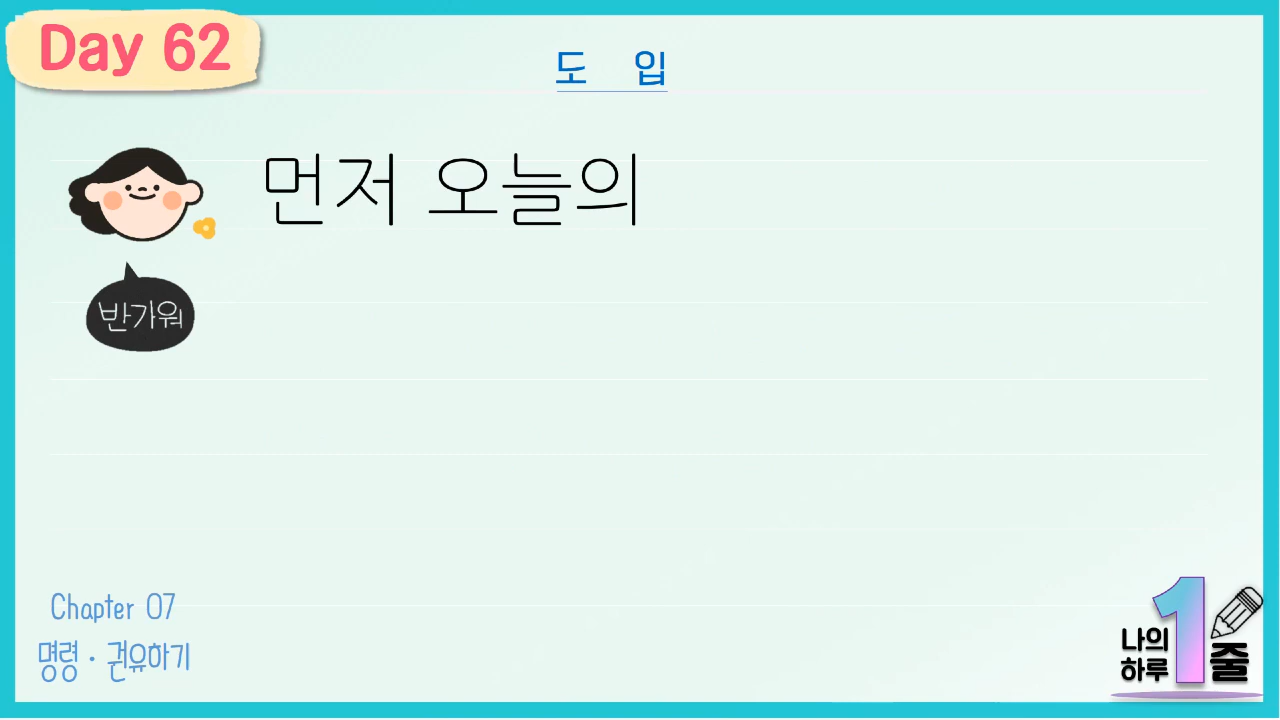 Day 62
도 입
먼저 오늘의
반가워
Chapter 07
명령·권유하기
나의
하루
1줄